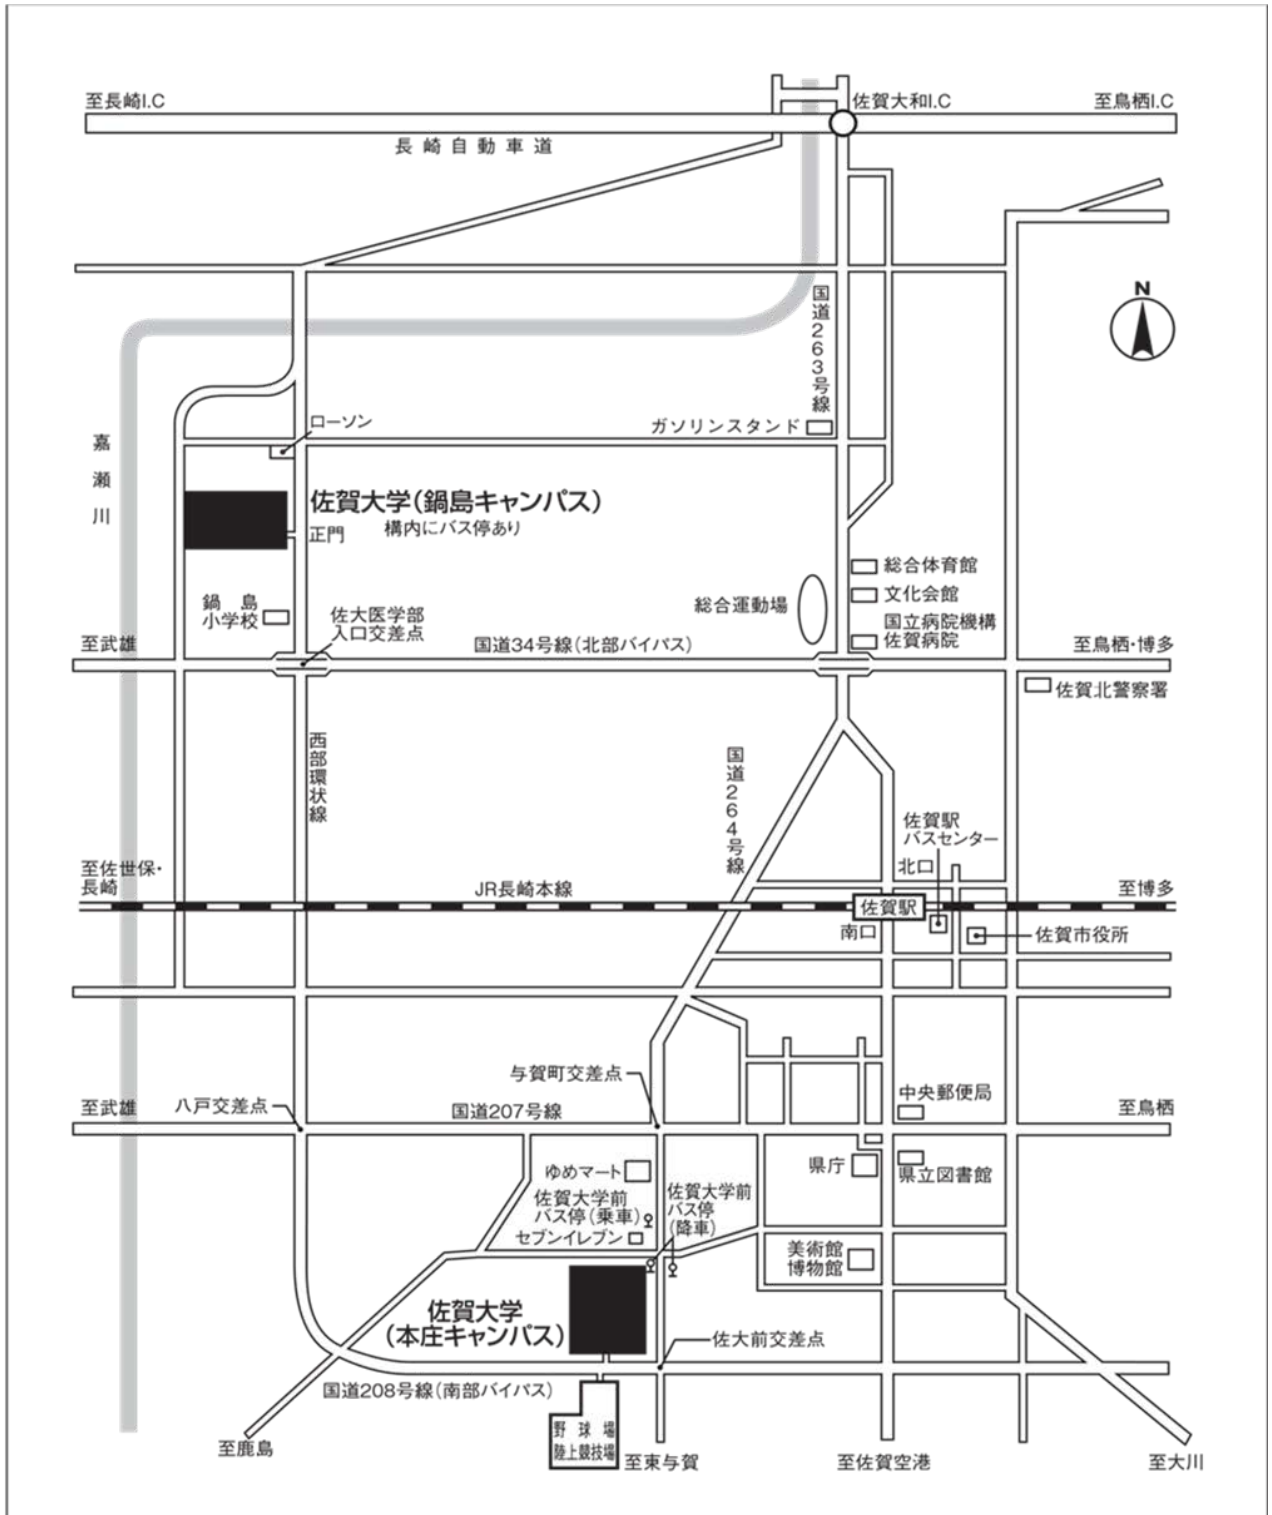 至長崎I.C
佐賀大和I.C
至鳥栖I.C
長崎自動車道
N
国道263号線
ローソン
ガソリンスタンド
嘉瀬川
佐賀大学(鍋島キャンパス)
正門
構内にバス停あり
総合体育館
文化会館
国立病院機構
佐賀病院
総合運動場
鍋島
小学校
佐大医学部
入口交差点
至武雄
国道34号線(北部バイパス)
至鳥栖・博多
佐賀北警察署
西部環状線
国道264号線
佐賀駅
バスセンター
北口
至佐世保・
長崎
JR長崎本線
佐賀駅
至博多
南口
佐賀市役所
与賀町交差点
至武雄
八戸交差点
国道207号線
中央郵便局
至鳥栖
ゆめマート
県庁
県立図書館
佐賀大学前
バス停(乗車)
佐賀大学前
バス停
(降車)
セブンイレブン
美術館
博物館
佐賀大学
(本庄キャンパス)
佐大前交差点
国道208号線(南部バイパス)
野球場
陸上競技場
至鹿島
至東与賀
至佐賀空港
至大川